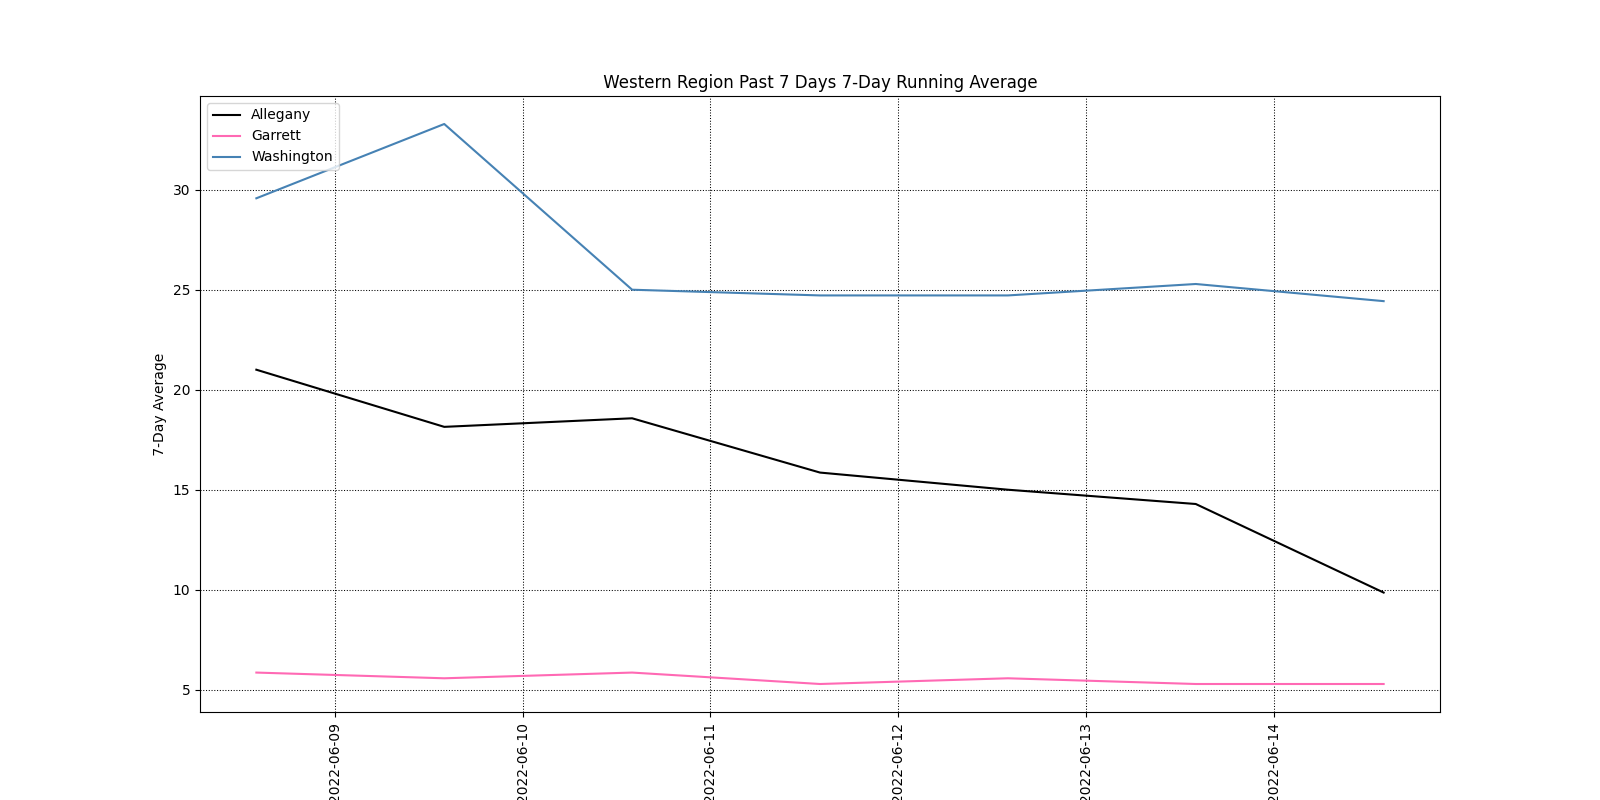 Western Region Past 7 Days 7-Day Running Average
Allegany
Garrett
Washington
30
25
20
15
10
5
7-Day Average
2022-06-09
2022-06-10
2022-06-11
2022-06-12
2022-06-13
2022-06-14